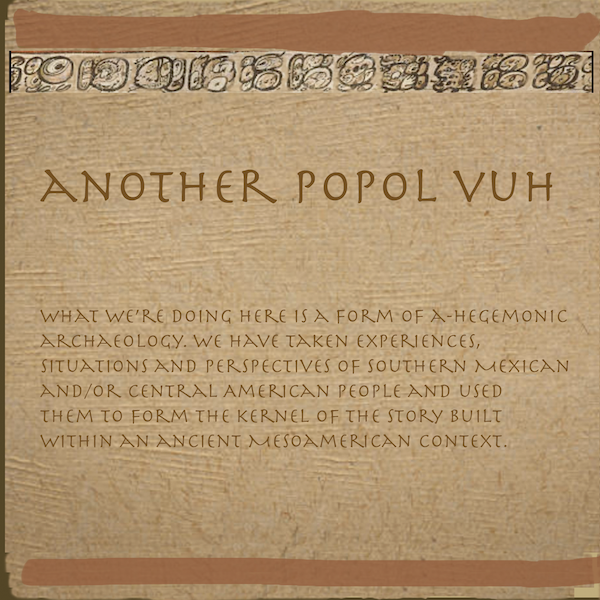 ANOTHER POPOL VUH
WHAT WE'RE DOING HERE IS A FORM OF A-HEGEMONIC
ARCHAEOLOGY. WE HAVE TAKEN EXPERIENCES,
SITUATIONS AND PERSPECTIVES OF SOUTHERN MEXICAN
AND/OR CENTRAL AMERICAN PEOPLE AND USED
THEM TO FORM THE KERNEL OF THE STORY BUILT
WITHIN AN ANCIENT MESOAMERICAN CONTEXT.